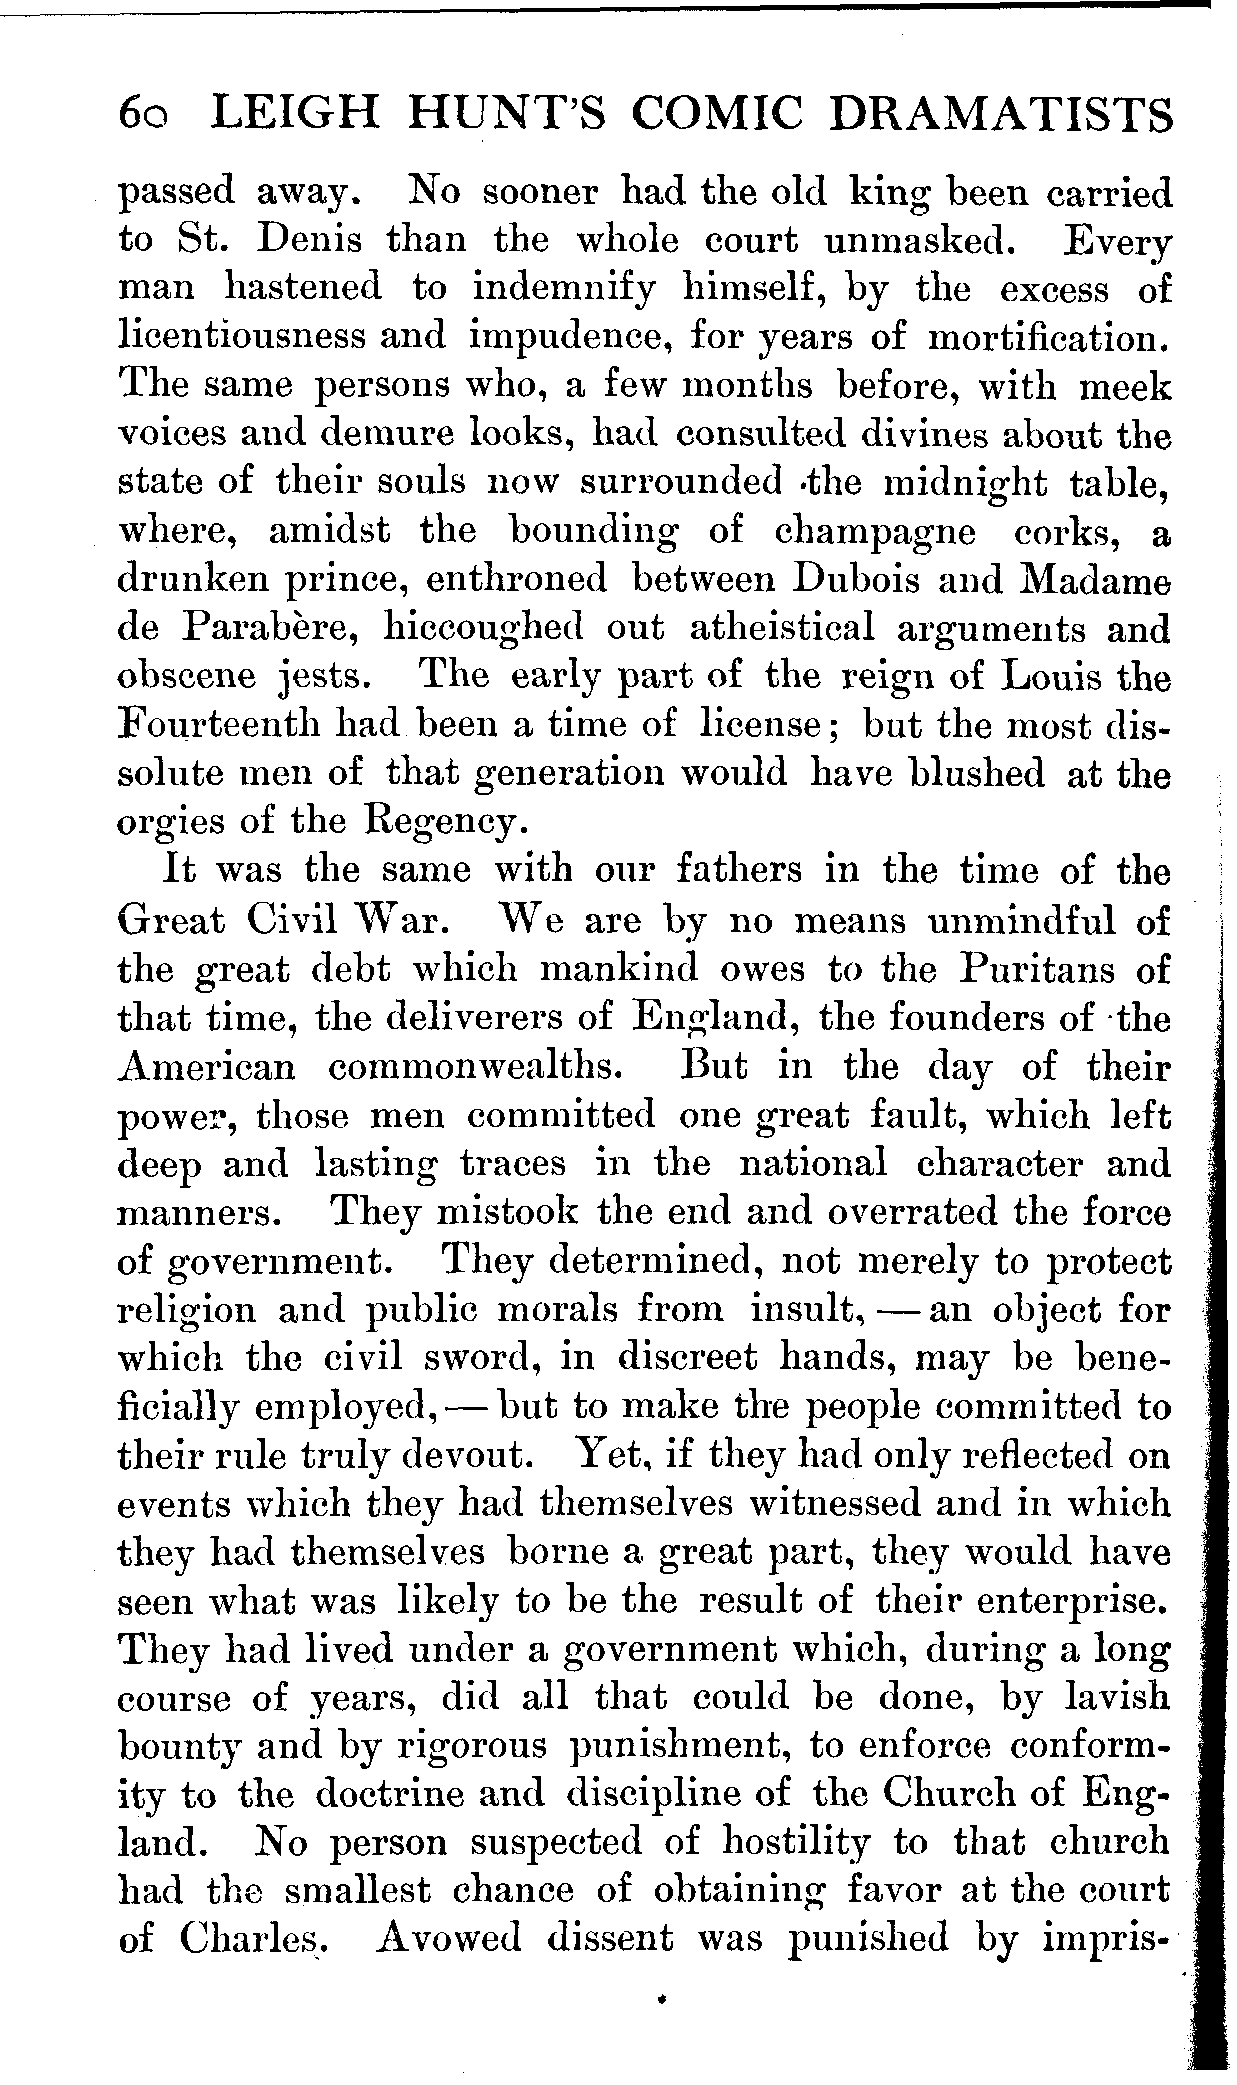 60 LEIGH HUNT'S COMIC DRAMATISTS
passed away. No sooner had the old king been carried
to St. Denis than the whole court unmasked. Every
man hastened to indemnify himself, by the excess of
licentiousness and impudence, for years of mortification.
The same persons who, a few months before, with meek
voices and demure looks, had consulted divines about the
state of their souls now surrounded the midnight table,
where, amidst the bounding of champagne corks, a
drunken prince, enthroned between Dubois and Madame
de Parabère, hiccoughed out atheistical arguments and
obscene jests. The early part of the reign of Louis the
Fourteenth had been a time of license; but the most dis-
solute men of that generation would have blushed at the
orgies of the Regency.
It was the same with our fathers in the time of the
Great Civil War. We are by no means unmindful of
the great debt which mankind owes to the Puritans of
that time, the deliverers of England, the founders of the
American commonwealths. But in the day of their
power, those men committed one great fault, which left
deep and lasting traces in the national character and
manners. They mistook the end and overrated the force
of government. They determined, not merely to protect
religion and public morals from insult, — an object for
which the civil sword, in discreet hands, may be bene-
ficially employed, — but to make the people committed to
their rule truly devout. Yet, if they had only reflected on
events which they had themselves witnessed and in which
they had themselves borne a great part, they would have
seen what was likely to be the result of their enterprise.
They had lived under a government which, during a long
course of years, did all that could be done, by lavish
bounty and by rigorous punishment, to enforce conform-
ity to the doctrine and discipline of the Church of Eng-
land. No person suspected of hostility to that church
had the smallest chance of obtaining favor at the court
of Charles. Avowed dissent was punished by impris-